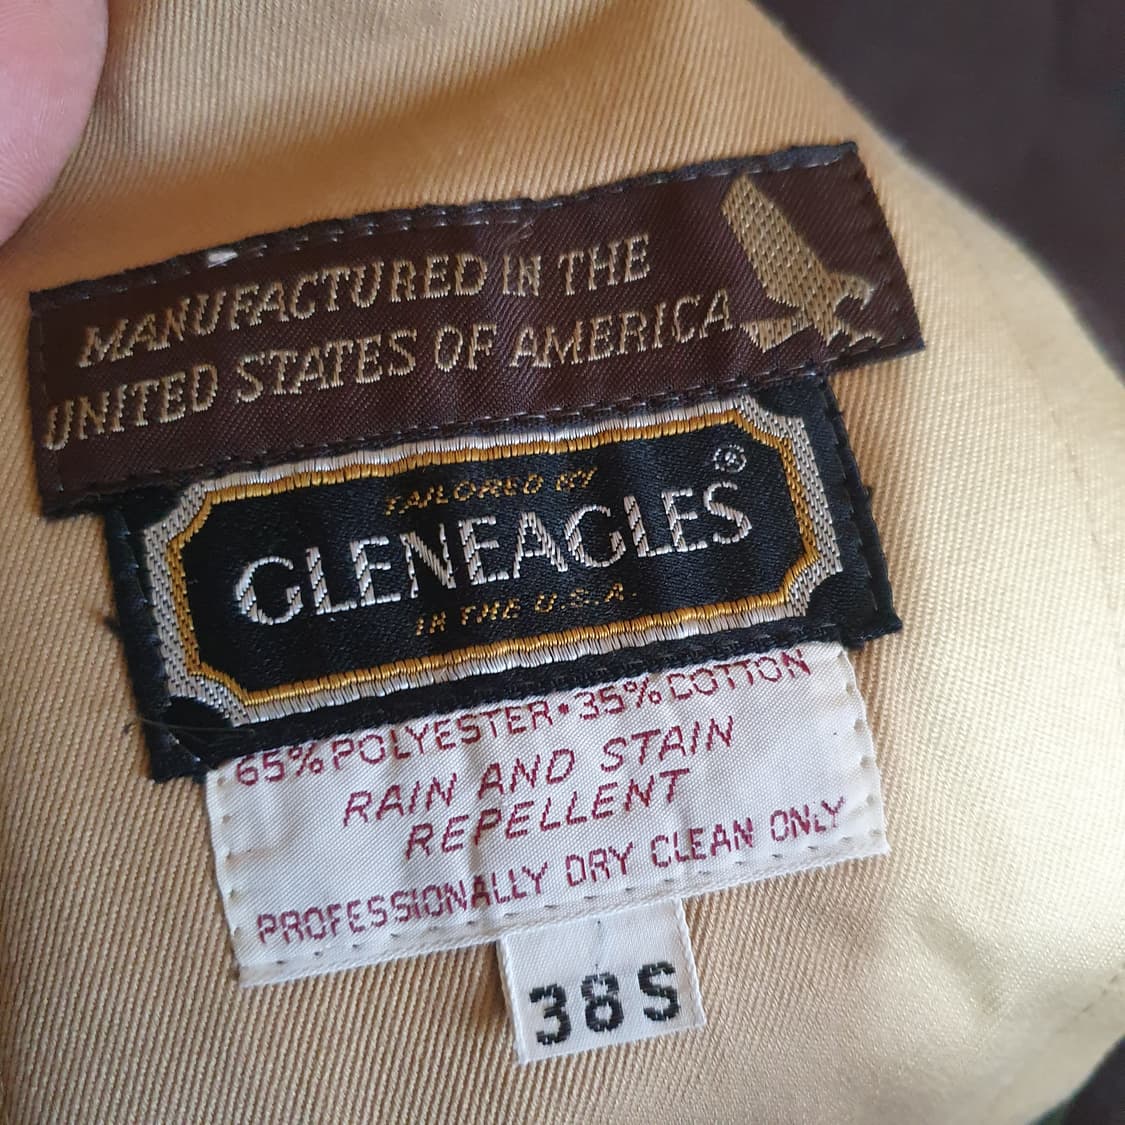 MANUFACTURED IN THE
UNITED STATES OF AMERICA
®
TAILORED BY
GLENEAGLES
IN THE U.S.A.
65% POLYESTER • 35% COTTON
RAIN AND STAIN
REPELLENT
PROFESSIONALLY DRY CLEAN ONLY
38S